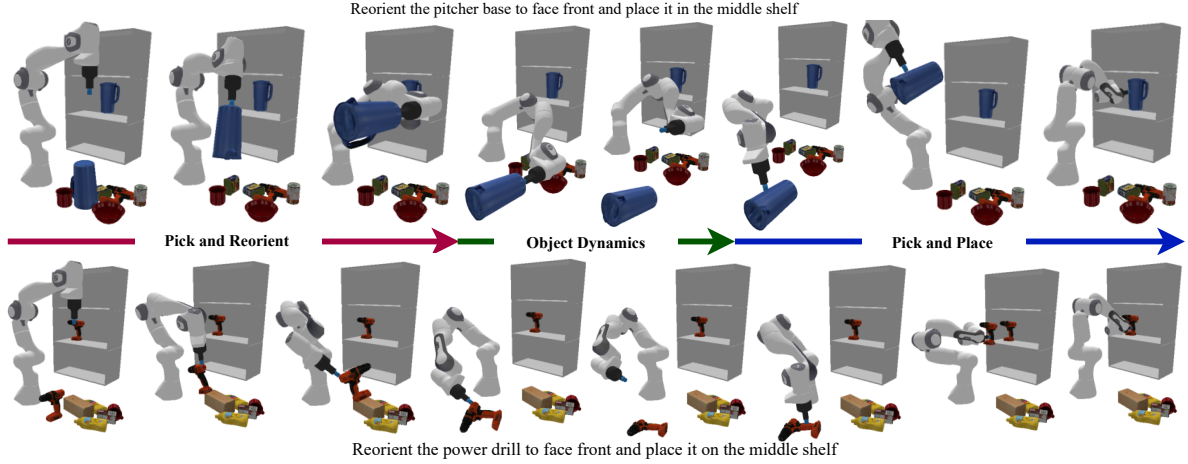 Reorient the pitcher base to face front and place it in the middle shelf
Pick and Reorient
Object Dynamics
Pick and Place
Reorient the power drill to face front and place it on the middle shelf